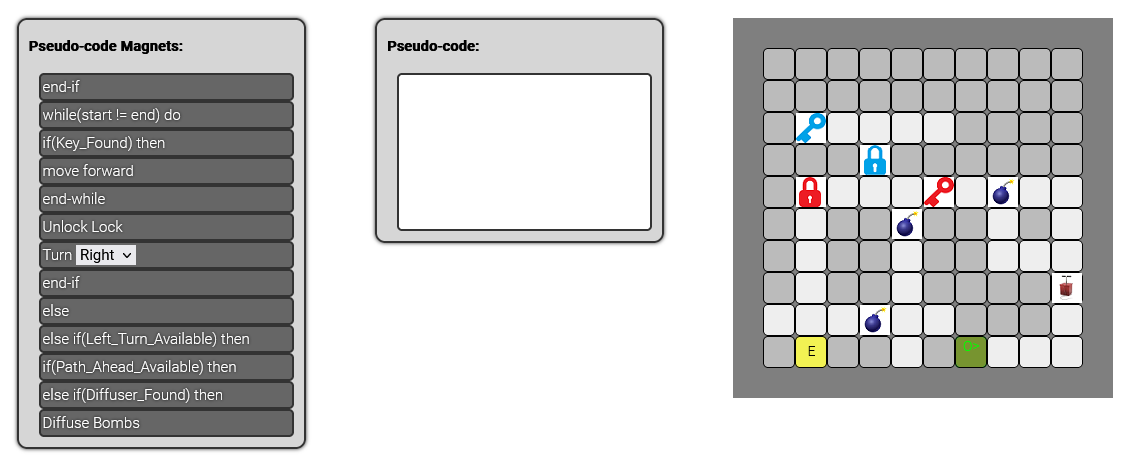 Pseudo-code Magnets:
end-if
while(start != end) do
if(Key_Found) then
move forward
end-while
Unlock Lock
Turn Right
end-if
else
else if(Left_Turn_Available) then
if(Path_Ahead_Available) then
else if(Diffuser_Found) then
Diffuse Bombs
Pseudo-code:
E
O>